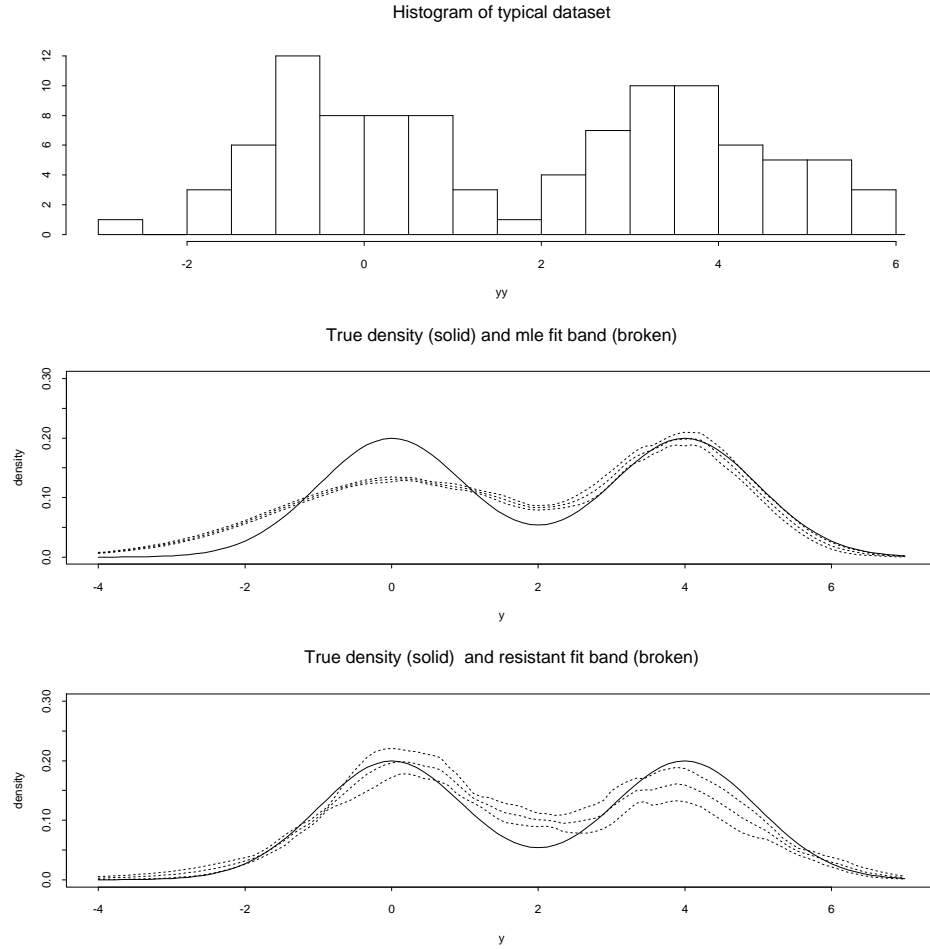 Histogram of typical dataset
12
10
8
6
4
2
0
-2 0 2 4 6
yy
True density (solid) and mle fit band (broken)
0.30
0.20
0.10
0.0
density
-4 -2 0 2 4 6
y
True density (solid)  and resistant fit band (broken)
0.30
0.20
0.10
0.0
density
-4 -2 0 2 4 6
y